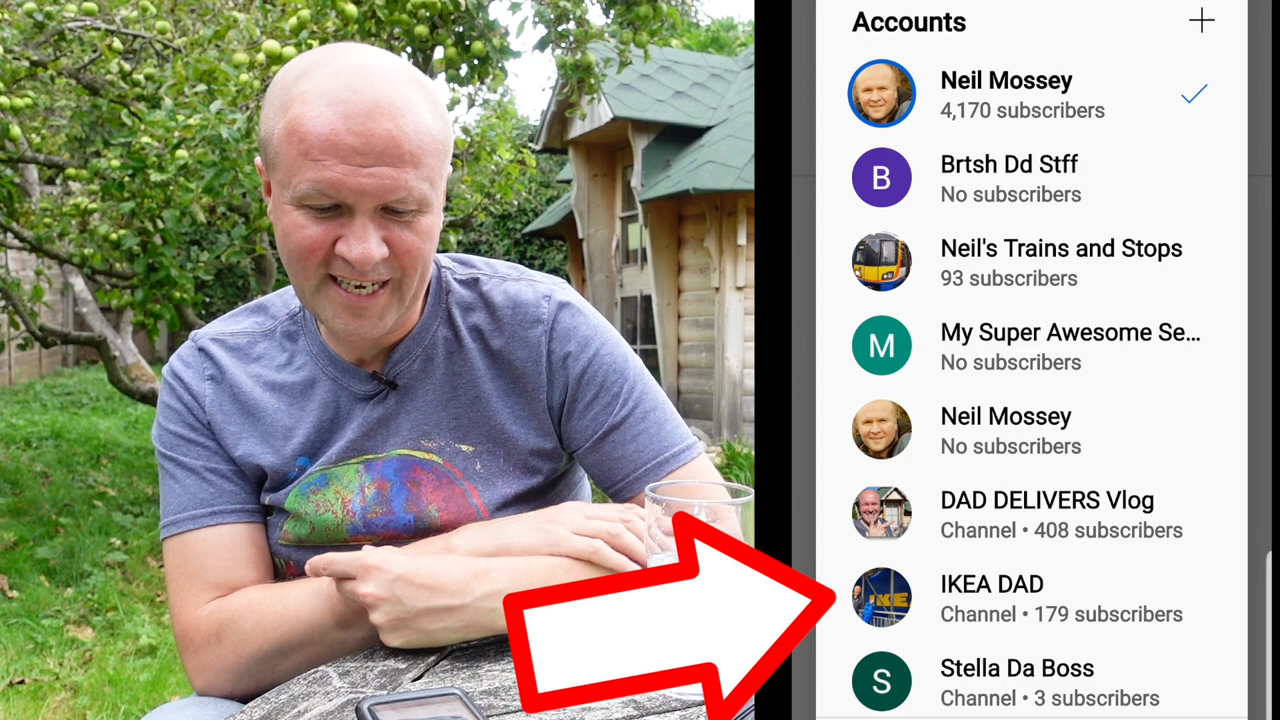 Accounts
Neil Mossey
4,170 subscribers
B
Brtsh Dd Stff
No subscribers
Neil's Trains and Stops
93 subscribers
M
My Super Awesome Se...
No subscribers
Neil Mossey
No subscribers
DAD DELIVERS Vlog
Channel • 408 subscribers
IKE
IKEA DAD
Channel • 179 subscribers
S
Stella Da Boss
Channel • 3 subscribers